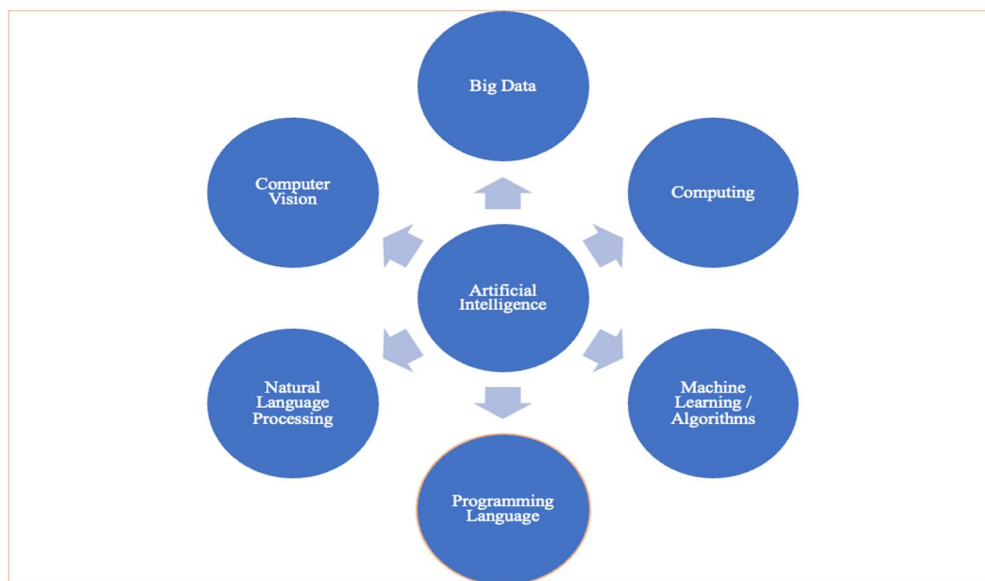 Big Data
Computer
Vision
Computing
Artificial
Intelligence
Natural
Language
Processing
Machine
Learning /
Algorithms
Programming
Language